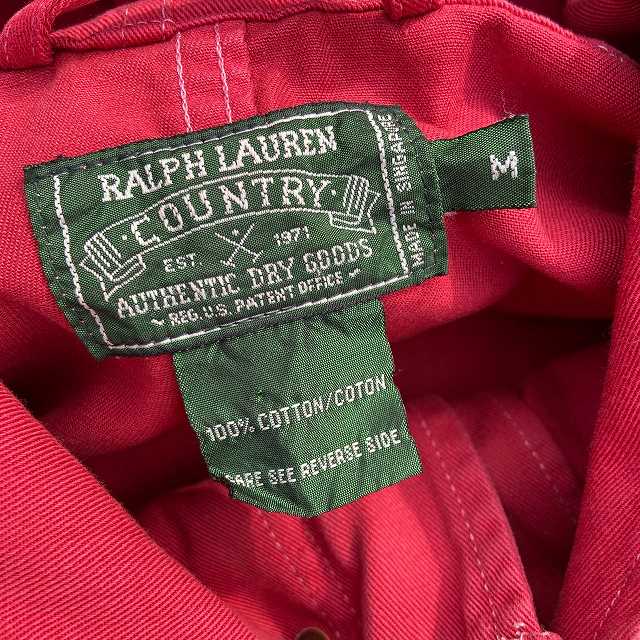 RALPH LAUREN
COUNTRY
EST. 1971
AUTHENTIC DRY GOODS
~ REG. U.S. PATENT OFFICE ~
MADE IN SINGAPORE
M
100% COTTON/COTON
CARE SEE REVERSE SIDE